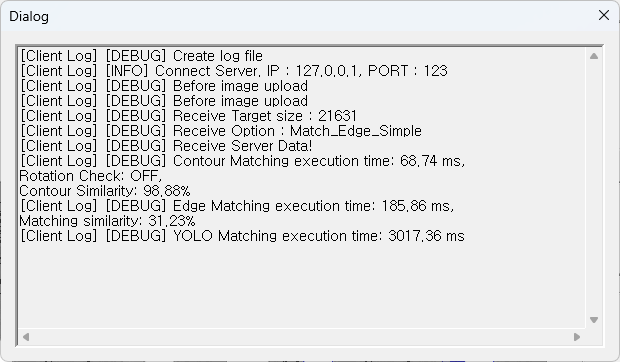 Dialog
[Client Log] [DEBUG] Create log file
[Client Log] [INFO] Connect Server, IP : 127.0.0.1, PORT : 123
[Client Log] [DEBUG] Before image upload
[Client Log] [DEBUG] Before image upload
[Client Log] [DEBUG] Receive Target size : 21631
[Client Log] [DEBUG] Receive Option : Match_Edge_Simple
[Client Log] [DEBUG] Receive Server Data!
[Client Log] [DEBUG] Contour Matching execution time: 68.74 ms,
Rotation Check: OFF,
Contour Similarity: 98.88%
[Client Log] [DEBUG] Edge Matching execution time: 185.86 ms,
Matching similarity: 31.23%
[Client Log] [DEBUG] YOLO Matching execution time: 3017.36 ms